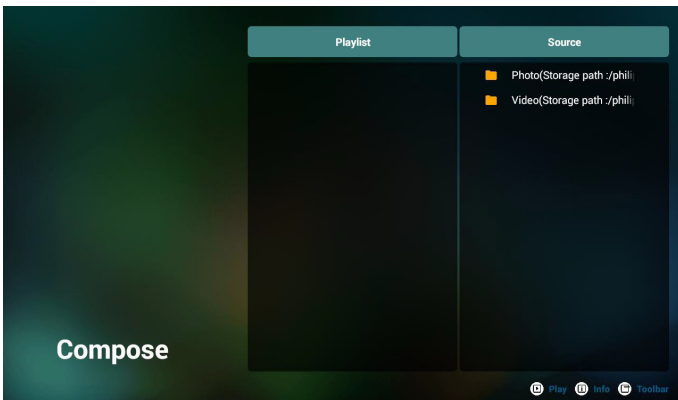 Playlist
Source
Photo(Storage path :/phili
Video(Storage path :/phili
Compose
Play Info Toolbar